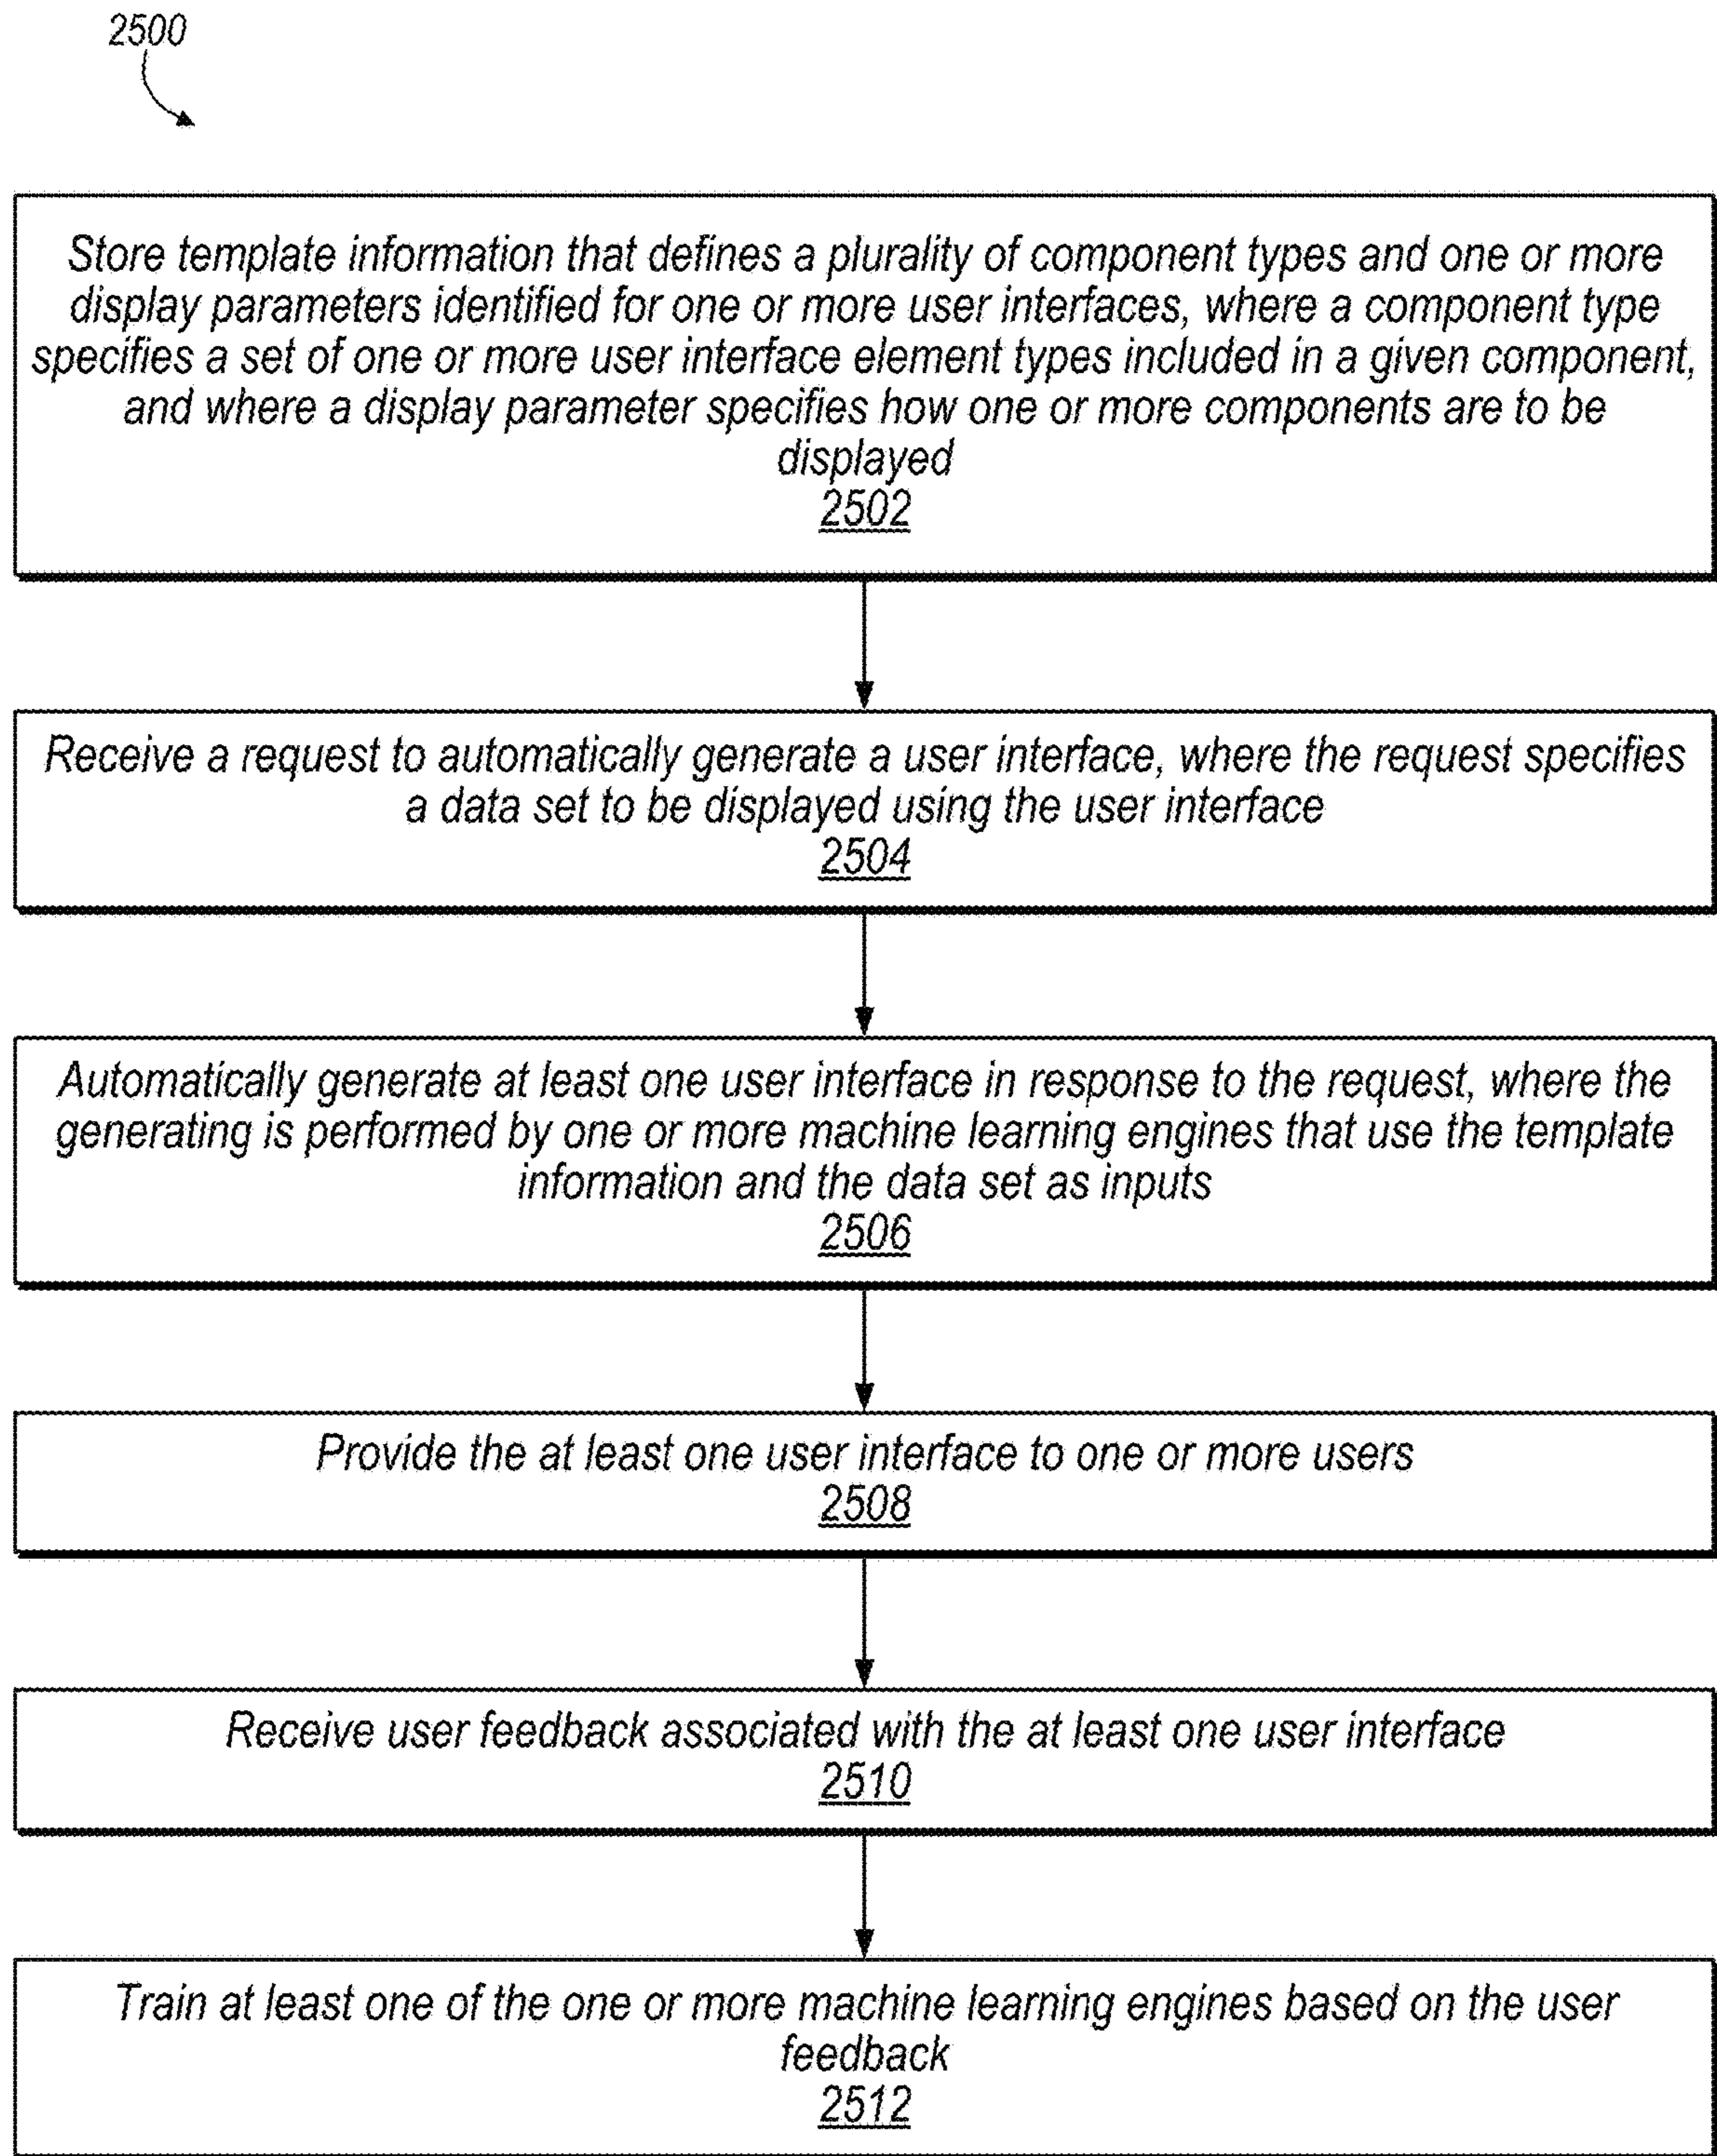 2500
Store template information that defines a plurality of component types and one or more
display parameters identified for one or more user interfaces, where a component type
specifies a set of one or more user interface element types included in a given component,
and where a display parameter specifies how one or more components are to be
displayed
2502
Receive a request to automatically generate a user interface, where the request specifies
a data set to be displayed using the user interface
2504
Automatically generate at least one user interface in response to the request, where the
generating is performed by one or more machine learning engines that use the template
information and the data set as inputs
2506
Provide the at least one user interface to one or more users
2508
Receive user feedback associated with the at least one user interface
2510
Train at least one of the one or more machine learning engines based on the user
feedback
2512